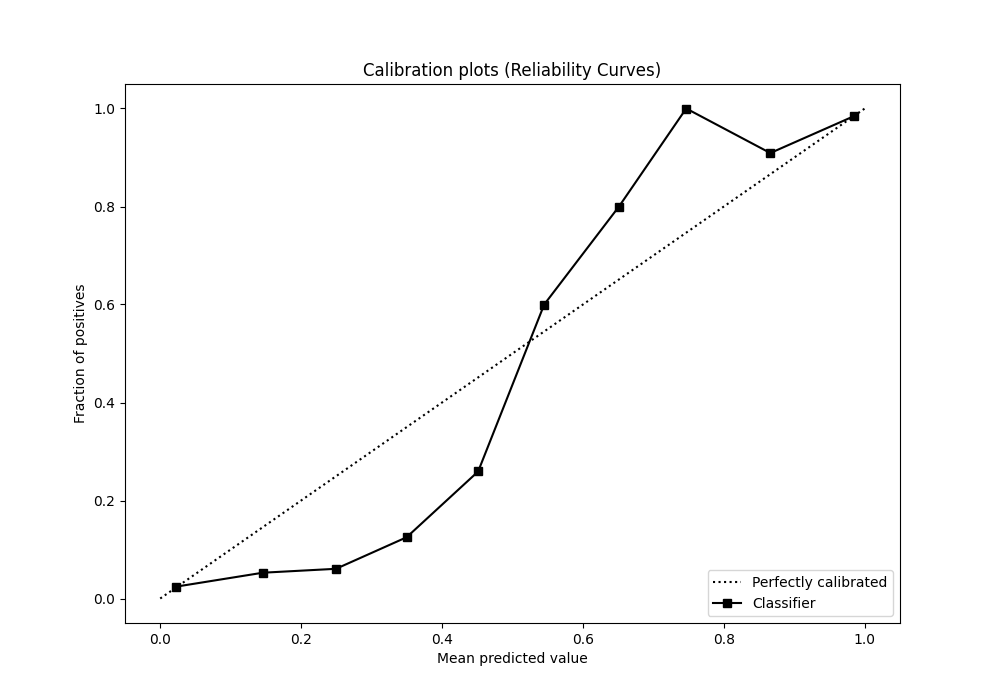 Calibration plots (Reliability Curves)
Fraction of positives
1.0
0.8
0.6
0.4
0.2
0.0
0.0 0.2 0.4 0.6 0.8 1.0
Mean predicted value
Perfectly calibrated
Classifier